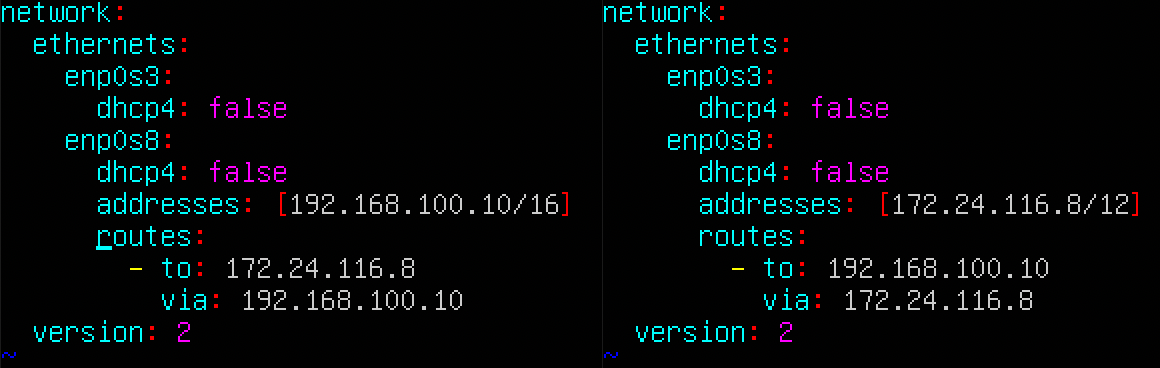 network:
  ethernets:
    enp0s3:
      dhcp4: false
    enp0s8:
      dhcp4: false
      addresses: [192.168.100.10/16]
      routes:
        - to: 172.24.116.8
          via: 192.168.100.10
  version: 2
~
network:
  ethernets:
    enp0s3:
      dhcp4: false
    enp0s8:
      dhcp4: false
      addresses: [172.24.116.8/12]
      routes:
        - to: 192.168.100.10
          via: 172.24.116.8
  version: 2
~